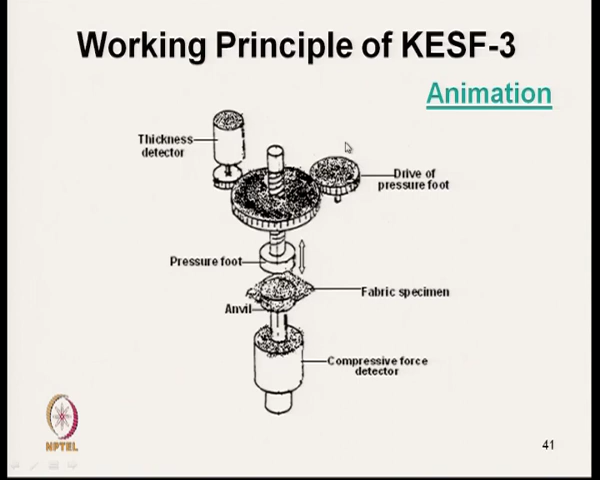 Working Principle of KESF-3
Animation
Thickness
detector
Drive of
pressure foot
Pressure foot
Fabric specimen
Anvil
Compressive force
detector
NPTEL
41